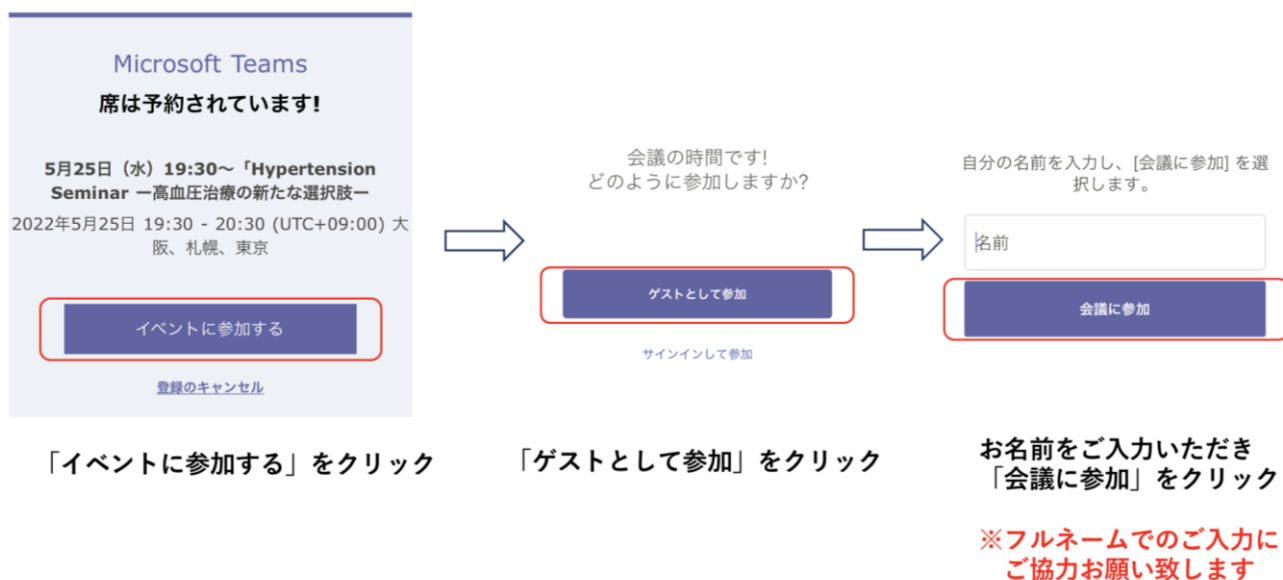 Microsoft Teams
席は予約されています!
5月25日（水）19:30～「Hypertension
Seminar ー高血圧治療の新たな選択肢ー
2022年5月25日 19:30 - 20:30 (UTC+09:00) 大
阪、札幌、東京
イベントに参加する
登録のキャンセル
「イベントに参加する」をクリック
会議の時間です!
どのように参加しますか?
ゲストとして参加
サインインして参加
「ゲストとして参加」をクリック
自分の名前を入力し、[会議に参加] を選
択します。
名前
会議に参加
お名前をご入力いただき
「会議に参加」をクリック
※フルネームでのご入力に
ご協力お願い致します